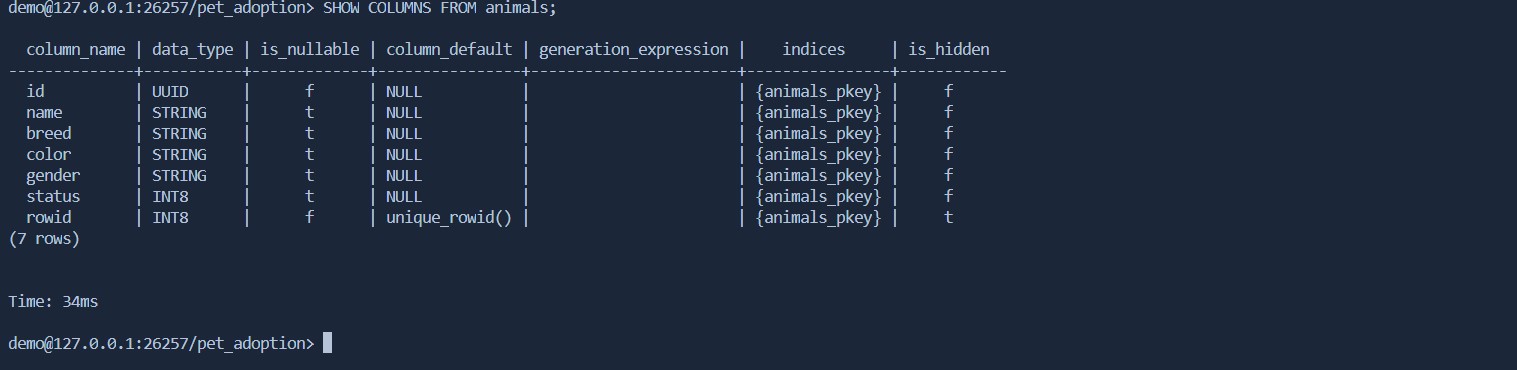 demo@127.0.0.1:26257/pet_adoption> SHOW COLUMNS FROM animals;
  column_name | data_type | is_nullable | column_default | generation_expression |    indices     | is_hidden
--------------+-----------+-------------+----------------+-----------------------+----------------+------------
  id          | UUID      |      f      | NULL           |                       | {animals_pkey} |     f
  name        | STRING    |      t      | NULL           |                       | {animals_pkey} |     f
  breed       | STRING    |      t      | NULL           |                       | {animals_pkey} |     f
  color       | STRING    |      t      | NULL           |                       | {animals_pkey} |     f
  gender      | STRING    |      t      | NULL           |                       | {animals_pkey} |     f
  status      | INT8      |      t      | NULL           |                       | {animals_pkey} |     f
  rowid       | INT8      |      f      | unique_rowid() |                       | {animals_pkey} |     t
(7 rows)
Time: 34ms
demo@127.0.0.1:26257/pet_adoption>